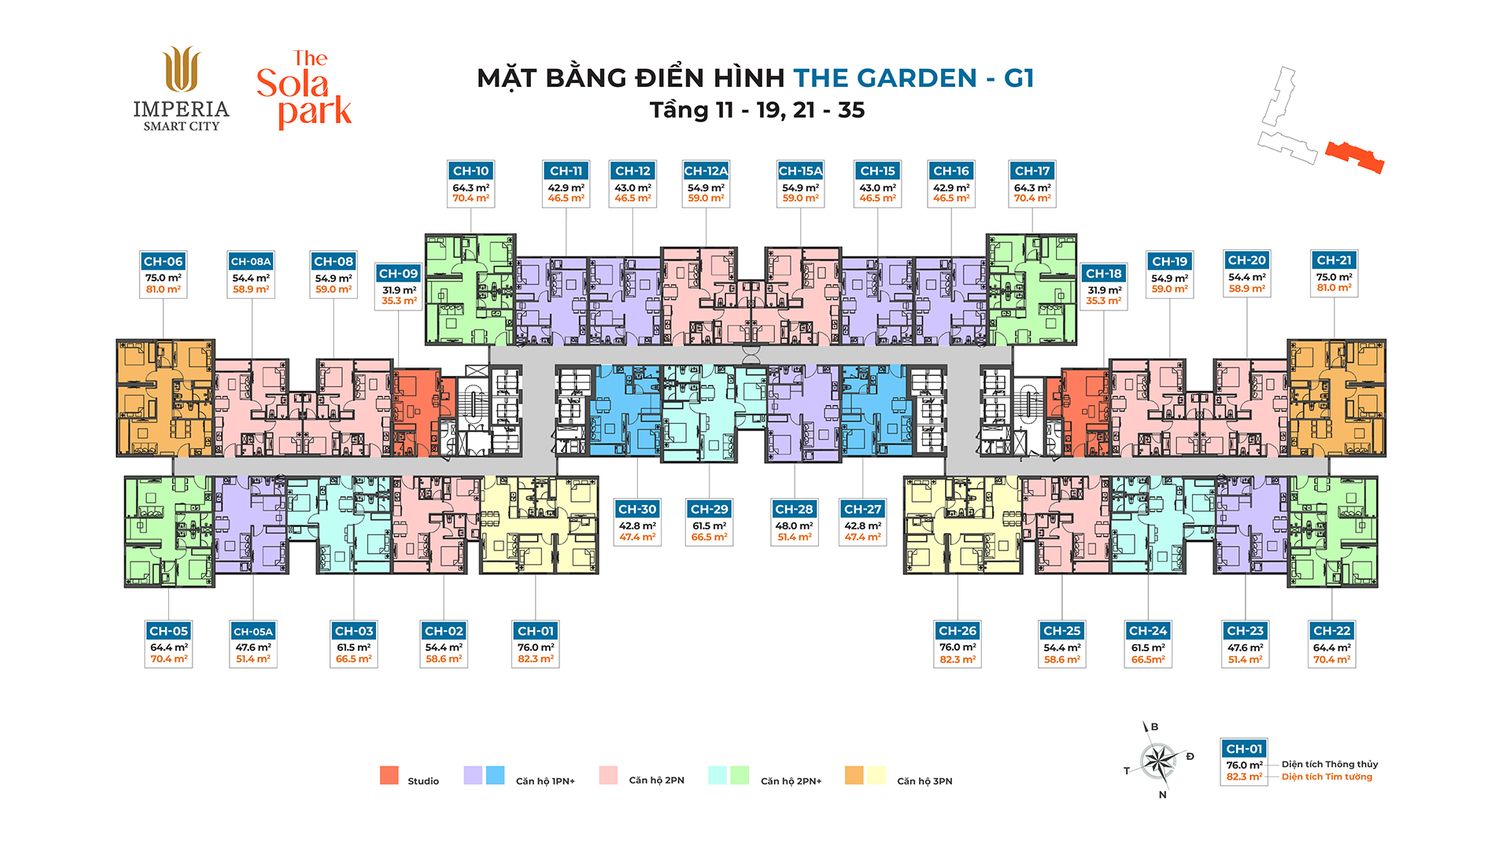 IMPERIA
SMART CITY
The
Sola
park
MẶT BẰNG ĐIỂN HÌNH THE GARDEN - G1
Tầng 11 - 19, 21 - 35
CH-10
64.3 m²
70.4 m²
CH-11
42.9 m²
46.5 m²
CH-12
43.0 m²
46.5 m²
CH-12A
54.9 m²
59.0 m²
CH-15A
54.9 m²
59.0 m²
CH-15
43.0 m²
46.5 m²
CH-16
42.9 m²
46.5 m²
CH-17
64.3 m²
70.4 m²
CH-06
75.0 m²
81.0 m²
CH-08A
54.4 m²
58.9 m²
CH-08
54.9 m²
59.0 m²
CH-09
31.9 m²
35.3 m²
CH-18
31.9 m²
35.3 m²
CH-19
54.9 m²
59.0 m²
CH-20
54.4 m²
58.9 m²
CH-21
75.0 m²
81.0 m²
CH-30
42.8 m²
47.4 m²
CH-29
61.5 m²
66.5 m²
CH-28
48.0 m²
51.4 m²
CH-27
42.8 m²
47.4 m²
CH-05
64.4 m²
70.4 m²
CH-05A
47.6 m²
51.4 m²
CH-03
61.5 m²
66.5 m²
CH-02
54.4 m²
58.6 m²
CH-01
76.0 m²
82.3 m²
CH-26
76.0 m²
82.3 m²
CH-25
54.4 m²
58.6 m²
CH-24
61.5 m²
66.5m²
CH-23
47.6 m²
51.4 m²
CH-22
64.4 m²
70.4 m²
Studio
Căn hộ 1PN+
Căn hộ 2PN
Căn hộ 2PN+
Căn hộ 3PN
B
Đ
T
N
CH-01
76.0 m² Diện tích Thông thủy
82.3 m² Diện tích Tim tường